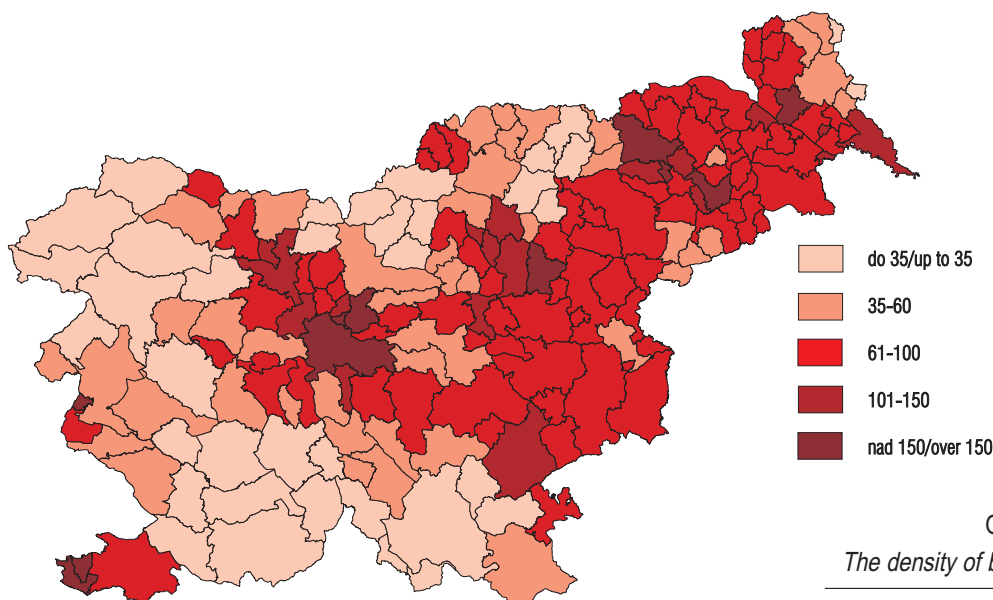 do 35/up to 35
35-60
61-100
101-150
nad 150/over 150
The density of